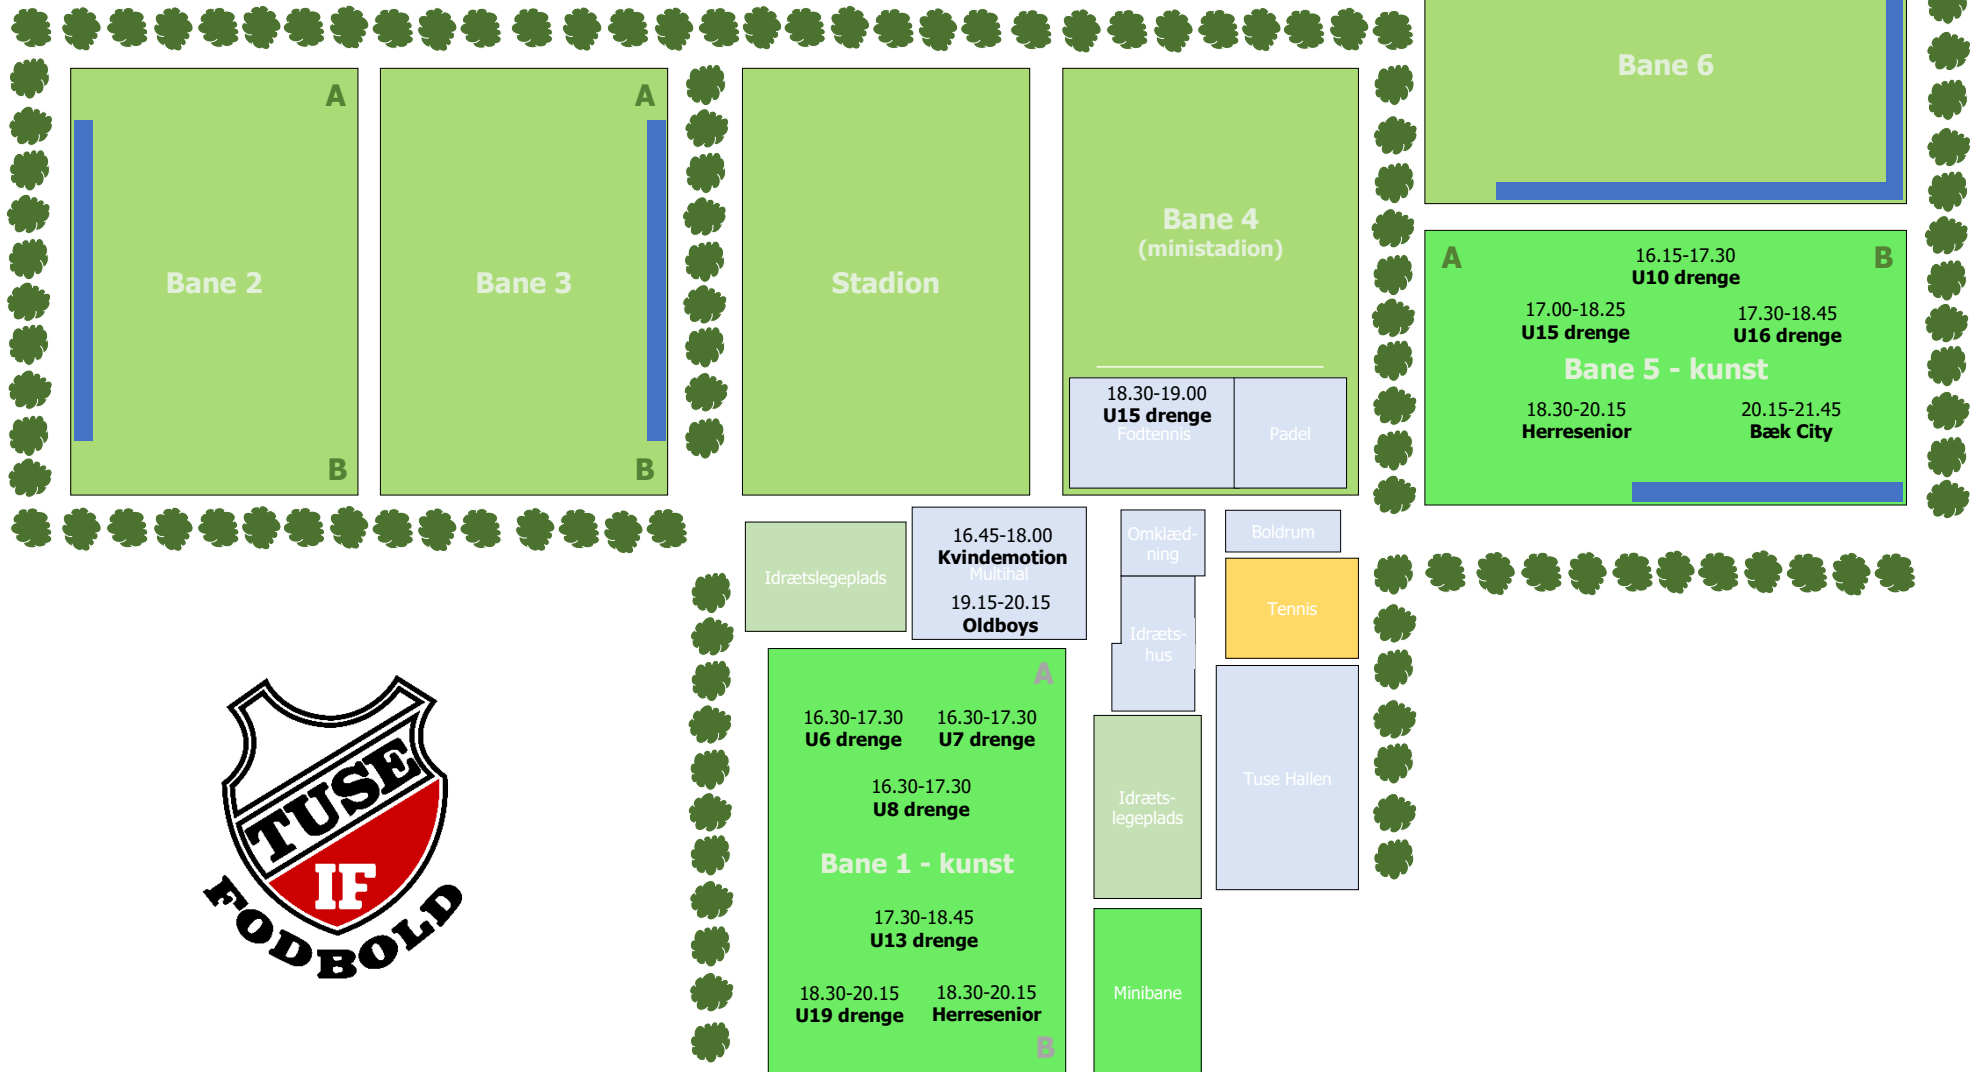 Bane 6
A
Bane 2
B
A
Bane 3
B
Stadion
Bane 4
(ministadion)
18.30-19.00
U15 drenge
Fodtennis
Padel
A
B
16.15-17.30
U10 drenge
17.00-18.25
U15 drenge
17.30-18.45
U16 drenge
Bane 5 - kunst
18.30-20.15
Herresenior
20.15-21.45
Bæk City
Idrætslegeplads
16.45-18.00
Kvindemotion
Multihal
19.15-20.15
Oldboys
Omklæd-
ning
Boldrum
Idræts-
hus
Tennis
A
16.30-17.30
U6 drenge
16.30-17.30
U7 drenge
16.30-17.30
U8 drenge
Bane 1 - kunst
17.30-18.45
U13 drenge
18.30-20.15
U19 drenge
18.30-20.15
Herresenior
B
Idræts-
legeplads
Tuse Hallen
Minibane
TUSE
IF
FODBOLD